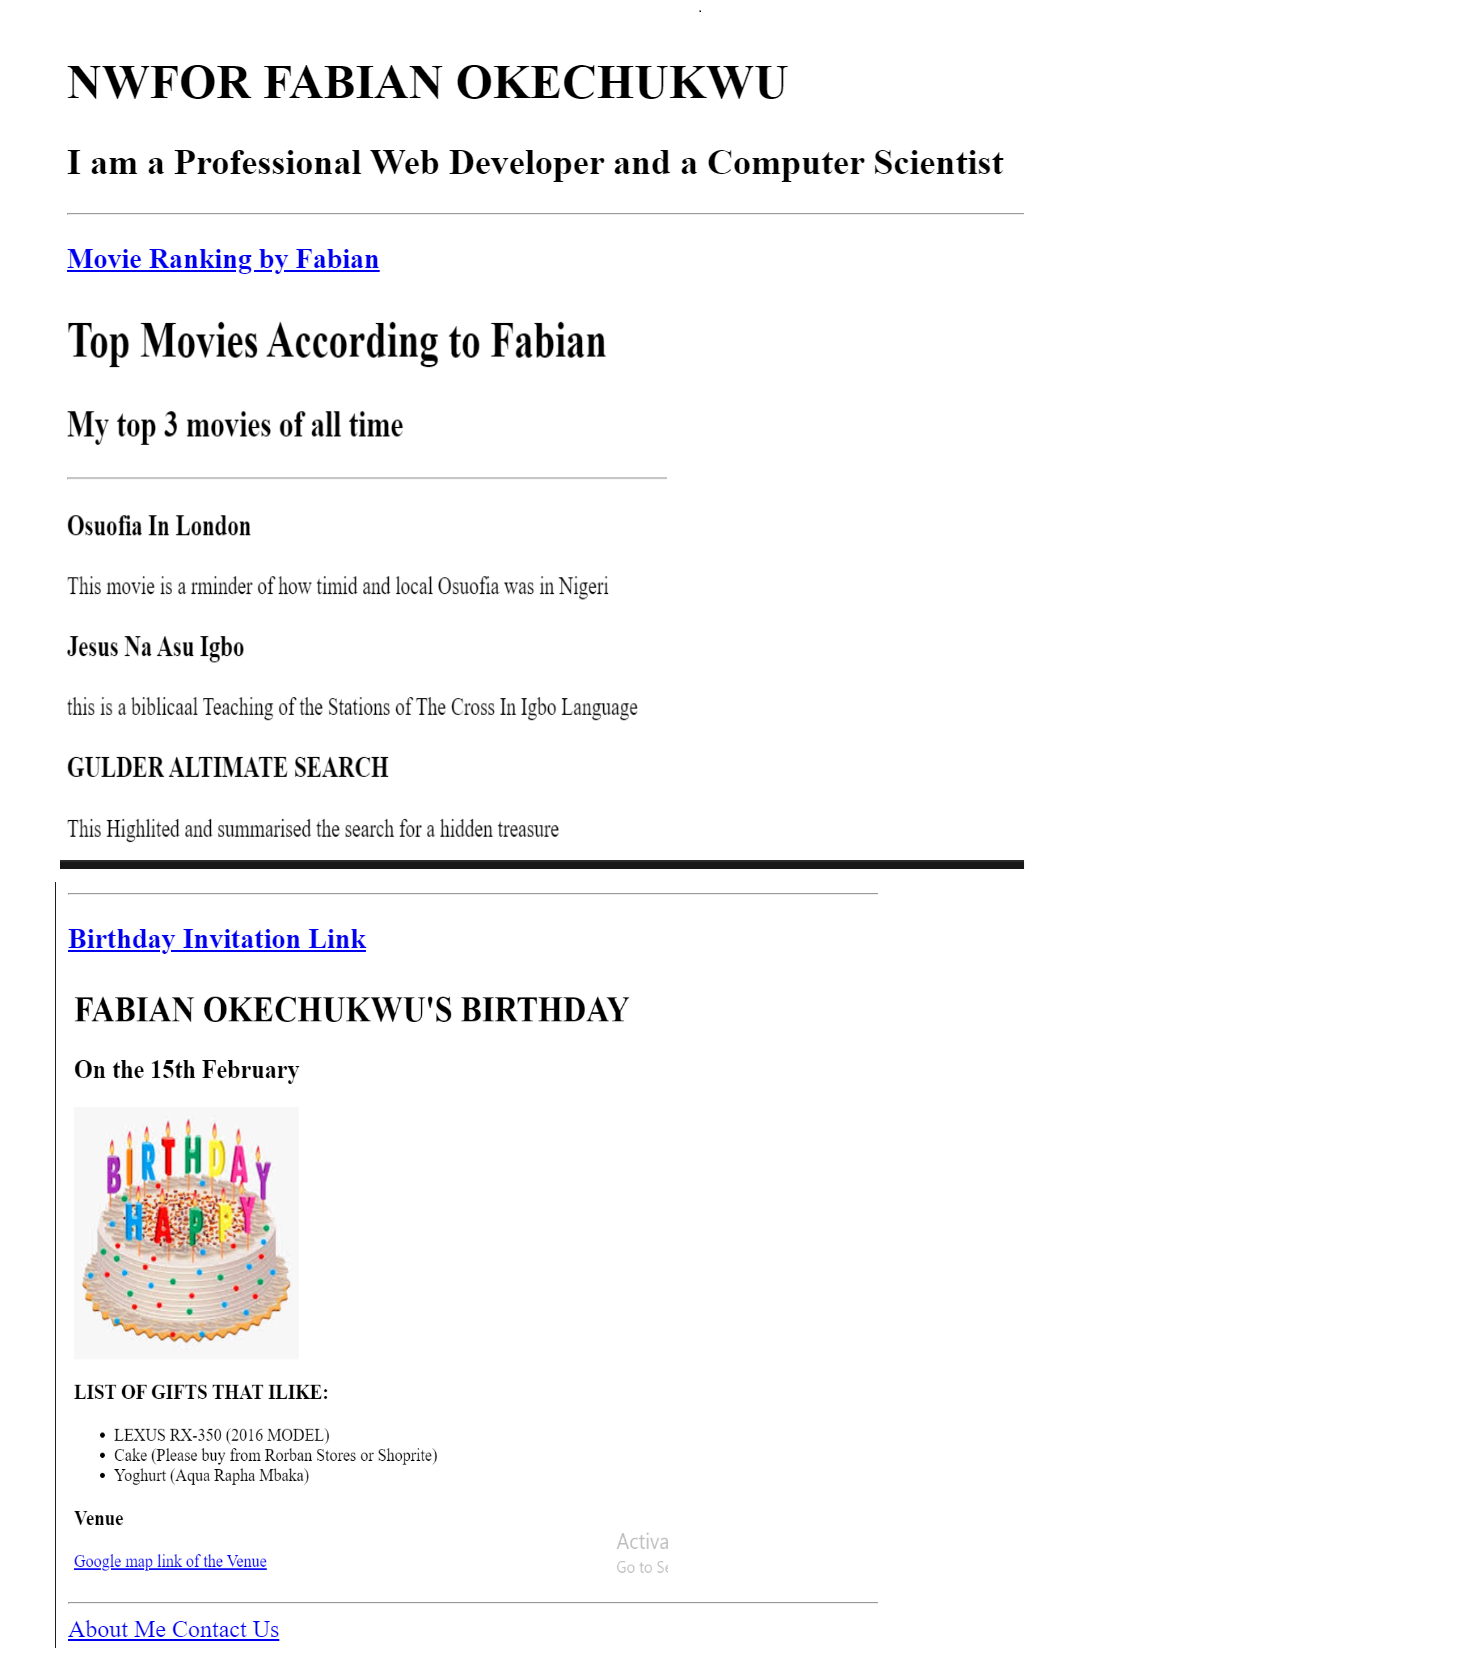 NWFOR FABIAN OKECHUKWU
I am a Professional Web Developer and a Computer Scientist
Movie Ranking by Fabian
Top Movies According to Fabian
My top 3 movies of all time
Osuofia In London
This movie is a rminder of how timid and local Osuofia was in Nigeri
Jesus Na Asu Igbo
this is a biblicaal Teaching of the Stations of The Cross In Igbo Language
GULDER ALTIMATE SEARCH
This Highlited and summarised the search for a hidden treasure
Birthday Invitation Link
FABIAN OKECHUKWU'S BIRTHDAY
On the 15th February
BIRTHDAY
HAPPY
LIST OF GIFTS THAT ILIKE:
• LEXUS RX-350 (2016 MODEL)
• Cake (Please buy from Rorban Stores or Shoprite)
• Yoghurt (Aqua Rapha Mbaka)
Venue
Activa
Google map link of the Venue
Go to Se
About Me Contact Us